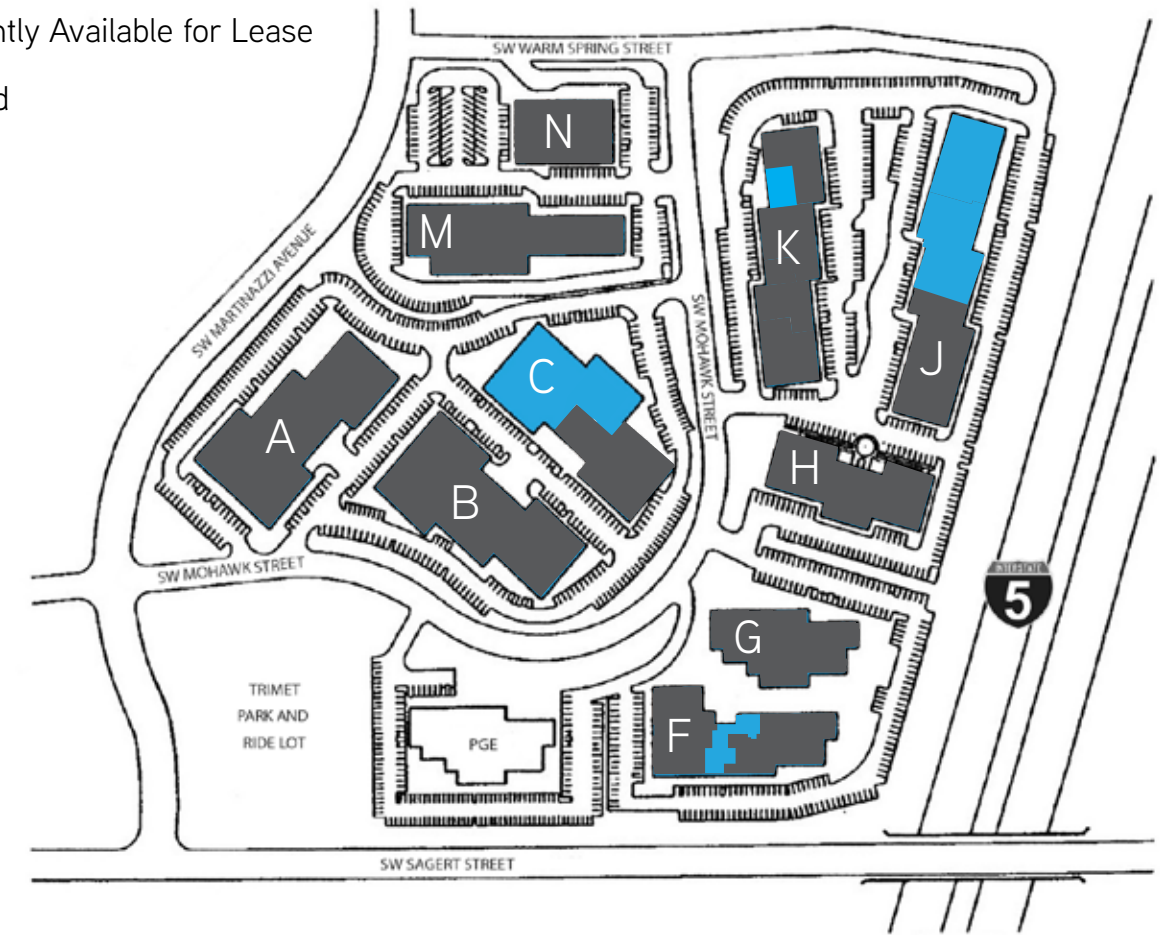 ntly Available for Lease
d
SW WARM SPRING STREET
N
M
K
SW MARTINAZZI AVENUE
SW MOHAWK STREET
J
C
A
B
H
SW MOHAWK STREET
5
G
TRIMET
PARK AND
RIDE LOT
F
PGE
SW SAGERT STREET